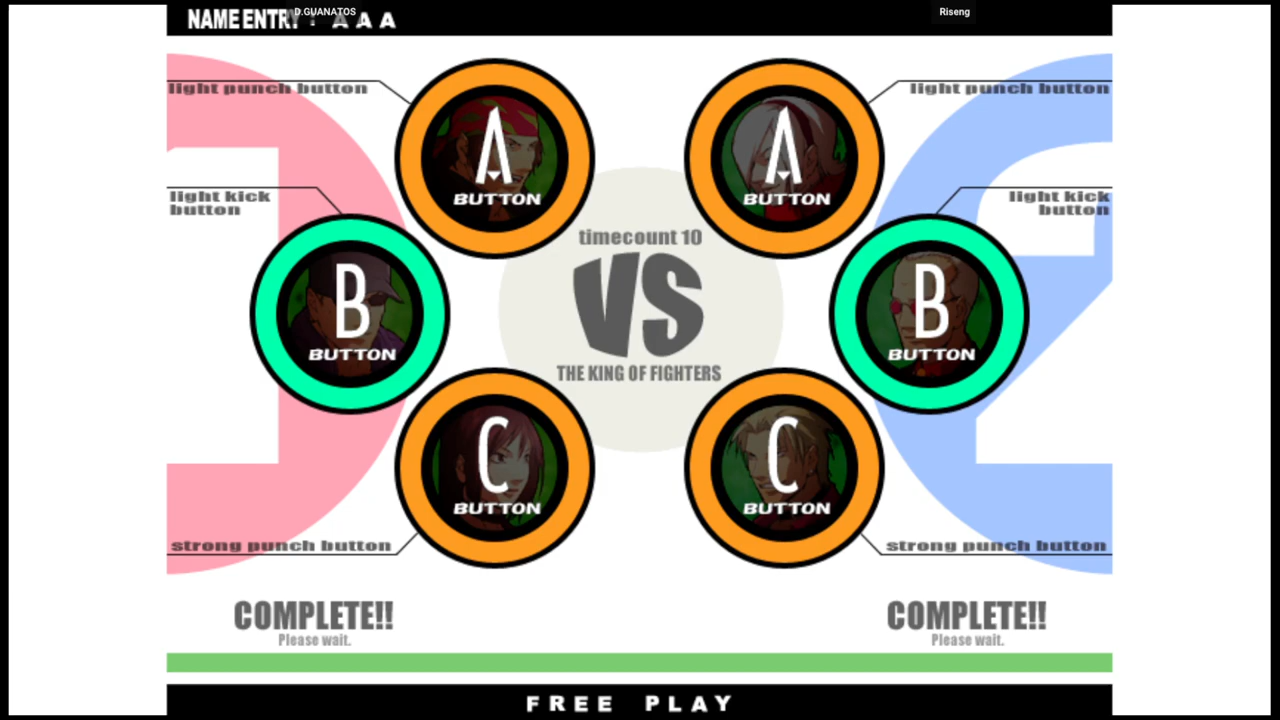 NAME ENTRY : A A A
D.GUANATOS
Riseng
light punch button
light punch button
A
BUTTON
A
BUTTON
light kick
button
light kick
button
timecount 10
VS
THE KING OF FIGHTERS
B
BUTTON
B
BUTTON
C
BUTTON
C
BUTTON
strong punch button
strong punch button
COMPLETE!!
Please wait.
COMPLETE!!
Please wait.
FREE PLAY
1
2